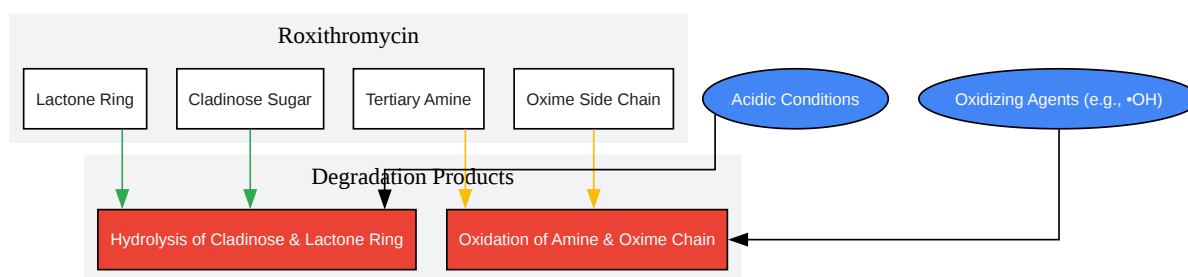 Roxithromycin
Lactone Ring
Cladinose Sugar
Tertiary Amine
Oxime Side Chain
Acidic Conditions
Oxidizing Agents (e.g., •OH)
Degradation Products
Hydrolysis of Cladinose & Lactone Ring
Oxidation of Amine & Oxime Chain